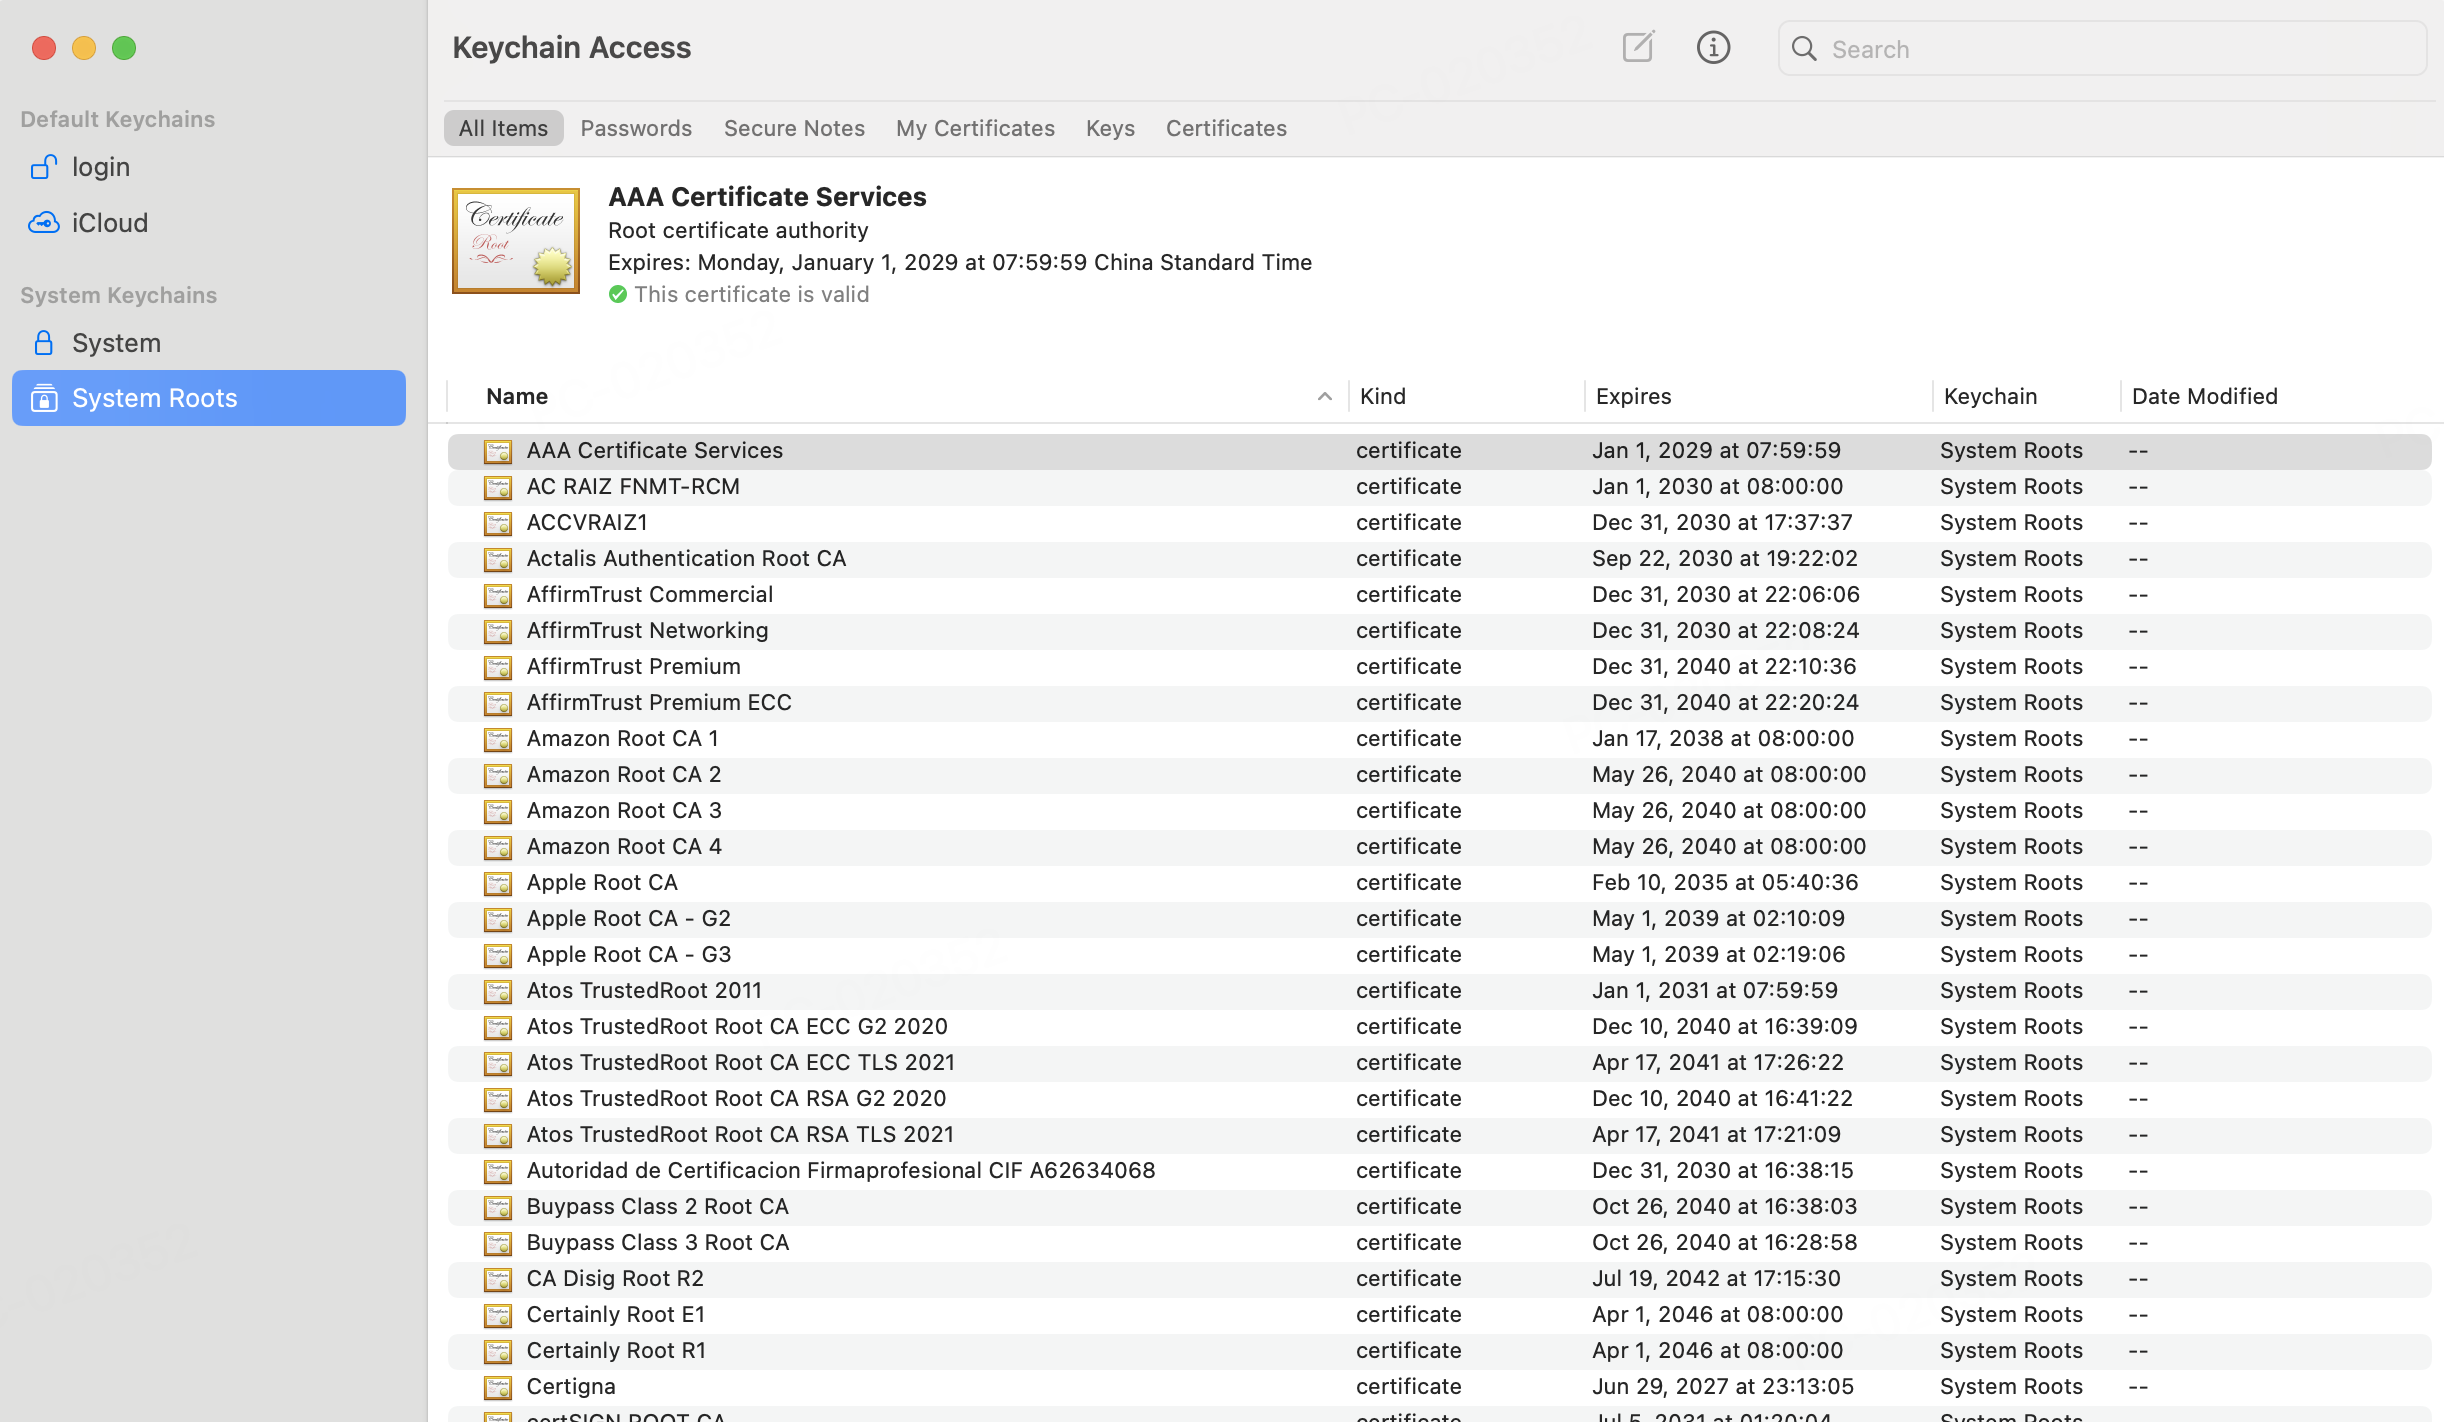 Keychain Access
Search
Default Keychains
login
iCloud
System Keychains
System
System Roots
All Items Passwords Secure Notes My Certificates Keys Certificates
Certificate
Root
AAA Certificate Services
Root certificate authority
Expires: Monday, January 1, 2029 at 07:59:59 China Standard Time
This certificate is valid
Name Kind Expires Keychain Date Modified
AAA Certificate Services certificate Jan 1, 2029 at 07:59:59 System Roots --
AC RAIZ FNMT-RCM certificate Jan 1, 2030 at 08:00:00 System Roots --
ACCVRAIZ1 certificate Dec 31, 2030 at 17:37:37 System Roots --
Actalis Authentication Root CA certificate Sep 22, 2030 at 19:22:02 System Roots --
AffirmTrust Commercial certificate Dec 31, 2030 at 22:06:06 System Roots --
AffirmTrust Networking certificate Dec 31, 2030 at 22:08:24 System Roots --
AffirmTrust Premium certificate Dec 31, 2040 at 22:10:36 System Roots --
AffirmTrust Premium ECC certificate Dec 31, 2040 at 22:20:24 System Roots --
Amazon Root CA 1 certificate Jan 17, 2038 at 08:00:00 System Roots --
Amazon Root CA 2 certificate May 26, 2040 at 08:00:00 System Roots --
Amazon Root CA 3 certificate May 26, 2040 at 08:00:00 System Roots --
Amazon Root CA 4 certificate May 26, 2040 at 08:00:00 System Roots --
Apple Root CA certificate Feb 10, 2035 at 05:40:36 System Roots --
Apple Root CA - G2 certificate May 1, 2039 at 02:10:09 System Roots --
Apple Root CA - G3 certificate May 1, 2039 at 02:19:06 System Roots --
Atos TrustedRoot 2011 certificate Jan 1, 2031 at 07:59:59 System Roots --
Atos TrustedRoot Root CA ECC G2 2020 certificate Dec 10, 2040 at 16:39:09 System Roots --
Atos TrustedRoot Root CA ECC TLS 2021 certificate Apr 17, 2041 at 17:26:22 System Roots --
Atos TrustedRoot Root CA RSA G2 2020 certificate Dec 10, 2040 at 16:41:22 System Roots --
Atos TrustedRoot Root CA RSA TLS 2021 certificate Apr 17, 2041 at 17:21:09 System Roots --
Autoridad de Certificacion Firmaprofesional CIF A62634068 certificate Dec 31, 2030 at 16:38:15 System Roots --
Buypass Class 2 Root CA certificate Oct 26, 2040 at 16:38:03 System Roots --
Buypass Class 3 Root CA certificate Oct 26, 2040 at 16:28:58 System Roots --
CA Disig Root R2 certificate Jul 19, 2042 at 17:15:30 System Roots --
Certainly Root E1 certificate Apr 1, 2046 at 08:00:00 System Roots --
Certainly Root R1 certificate Apr 1, 2046 at 08:00:00 System Roots --
Certigna certificate Jun 29, 2027 at 23:13:05 System Roots --
certSIGN ROOT CA certificate Jul 5, 2031 at 01:20:04 System Roots --